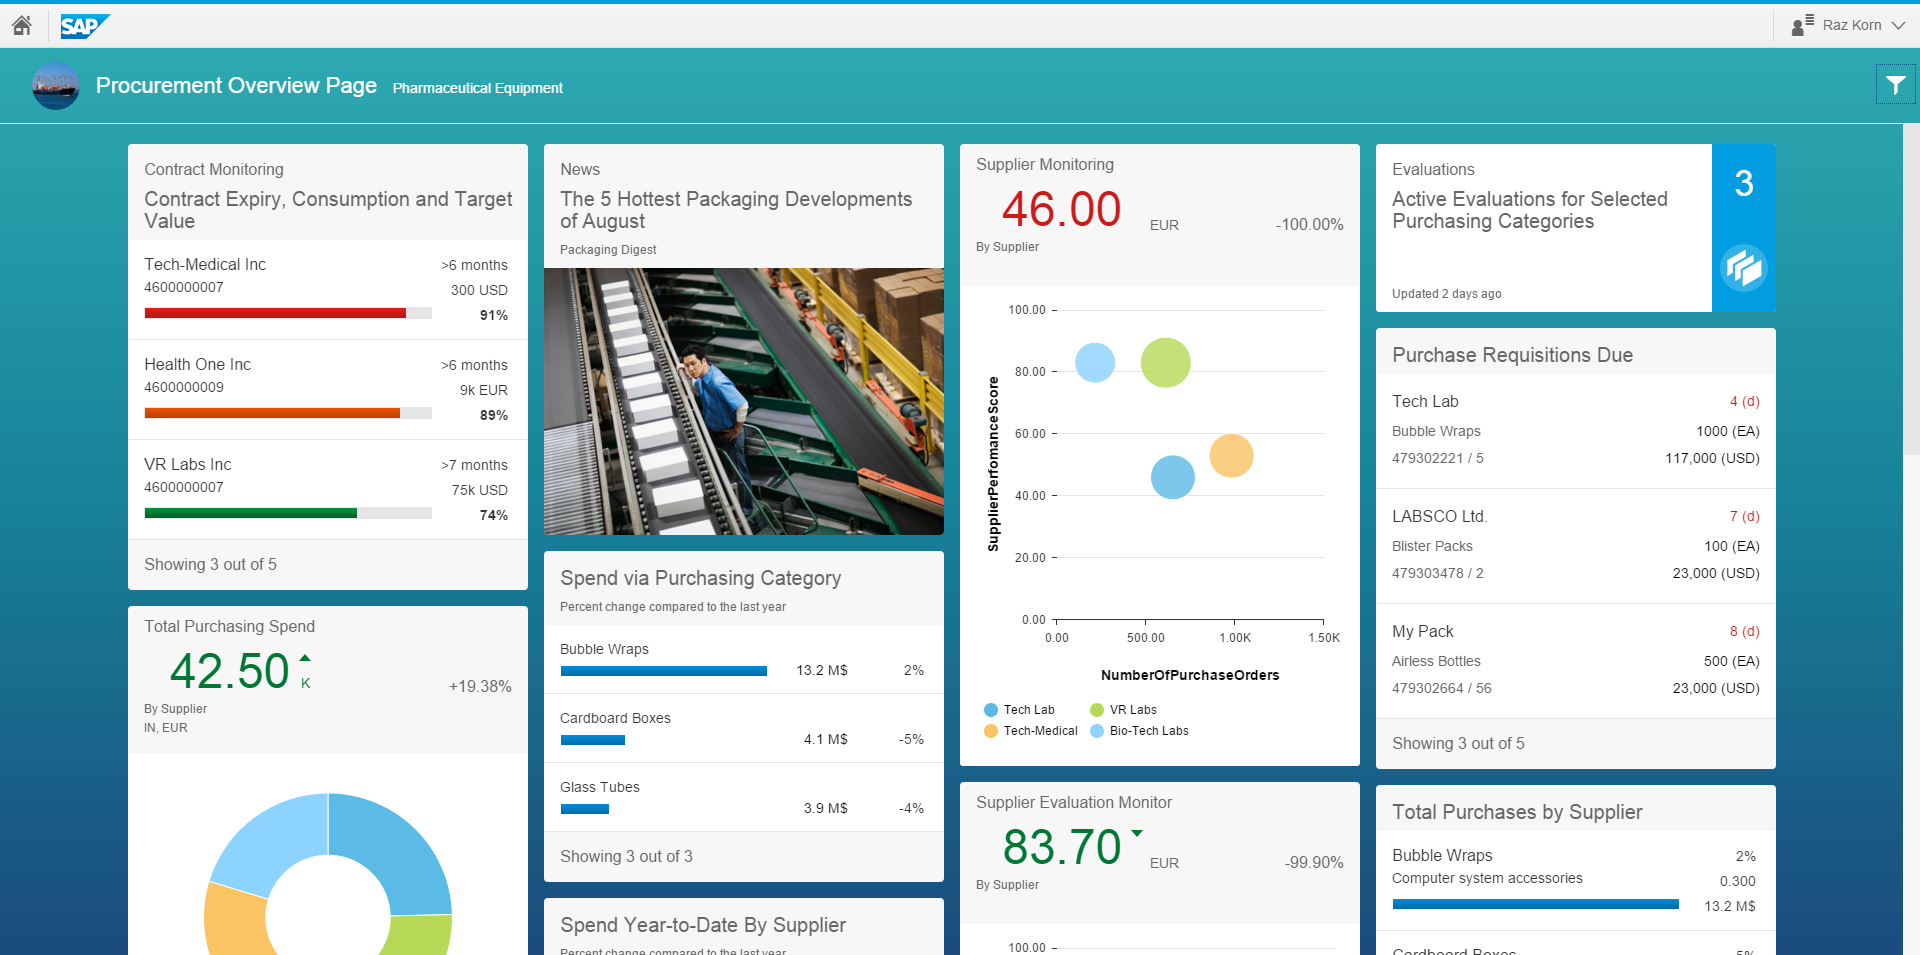 SAP
Raz Korn
Procurement Overview Page Pharmaceutical Equipment
Contract Monitoring
Contract Expiry, Consumption and Target
Value
Tech-Medical Inc >6 months
4600000007
300 USD
91%
Health One Inc >6 months
4600000009
9k EUR
89%
VR Labs Inc >7 months
4600000007
75k USD
74%
Showing 3 out of 5
Total Purchasing Spend
42.50 K +19.38%
By Supplier
IN, EUR
News
The 5 Hottest Packaging Developments
of August
Packaging Digest
Spend via Purchasing Category
Percent change compared to the last year
Bubble Wraps
13.2 M$ 2%
Cardboard Boxes
4.1 M$ -5%
Glass Tubes
3.9 M$ -4%
Showing 3 out of 3
Spend Year-to-Date By Supplier
Percent change compared to the last year
Supplier Monitoring
46.00 EUR -100.00%
By Supplier
100.00
80.00
60.00
40.00
20.00
0.00
SupplierPerfomanceScore
0.00 500.00 1.00K 1.50K
NumberOfPurchaseOrders
Tech Lab VR Labs
Tech-Medical Bio-Tech Labs
Supplier Evaluation Monitor
83.70 EUR -99.90%
By Supplier
100.00
Evaluations
Active Evaluations for Selected
Purchasing Categories
Updated 2 days ago
3
Purchase Requisitions Due
Tech Lab 4 (d)
Bubble Wraps 1000 (EA)
479302221 / 5 117,000 (USD)
LABSCO Ltd. 7 (d)
Blister Packs 100 (EA)
479303478 / 2 23,000 (USD)
My Pack 8 (d)
Airless Bottles 500 (EA)
479302664 / 56 23,000 (USD)
Showing 3 out of 5
Total Purchases by Supplier
Bubble Wraps 2%
Computer system accessories 0.300
13.2 M$
Cardboard Boxes 5%